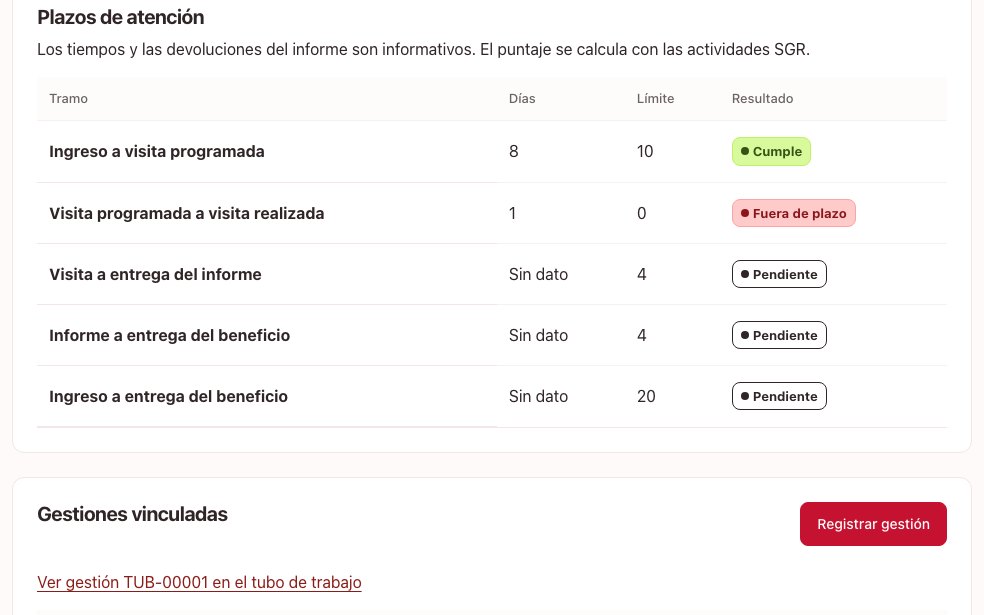 Plazos de atención
Los tiempos y las devoluciones del informe son informativos. El puntaje se calcula con las actividades SGR.
Tramo Días Límite Resultado
Ingreso a visita programada 8 10 Cumple
Visita programada a visita realizada 1 0 Fuera de plazo
Visita a entrega del informe Sin dato 4 Pendiente
Informe a entrega del beneficio Sin dato 4 Pendiente
Ingreso a entrega del beneficio Sin dato 20 Pendiente
Gestiones vinculadas
Registrar gestión
Ver gestión TUB-00001 en el tubo de trabajo